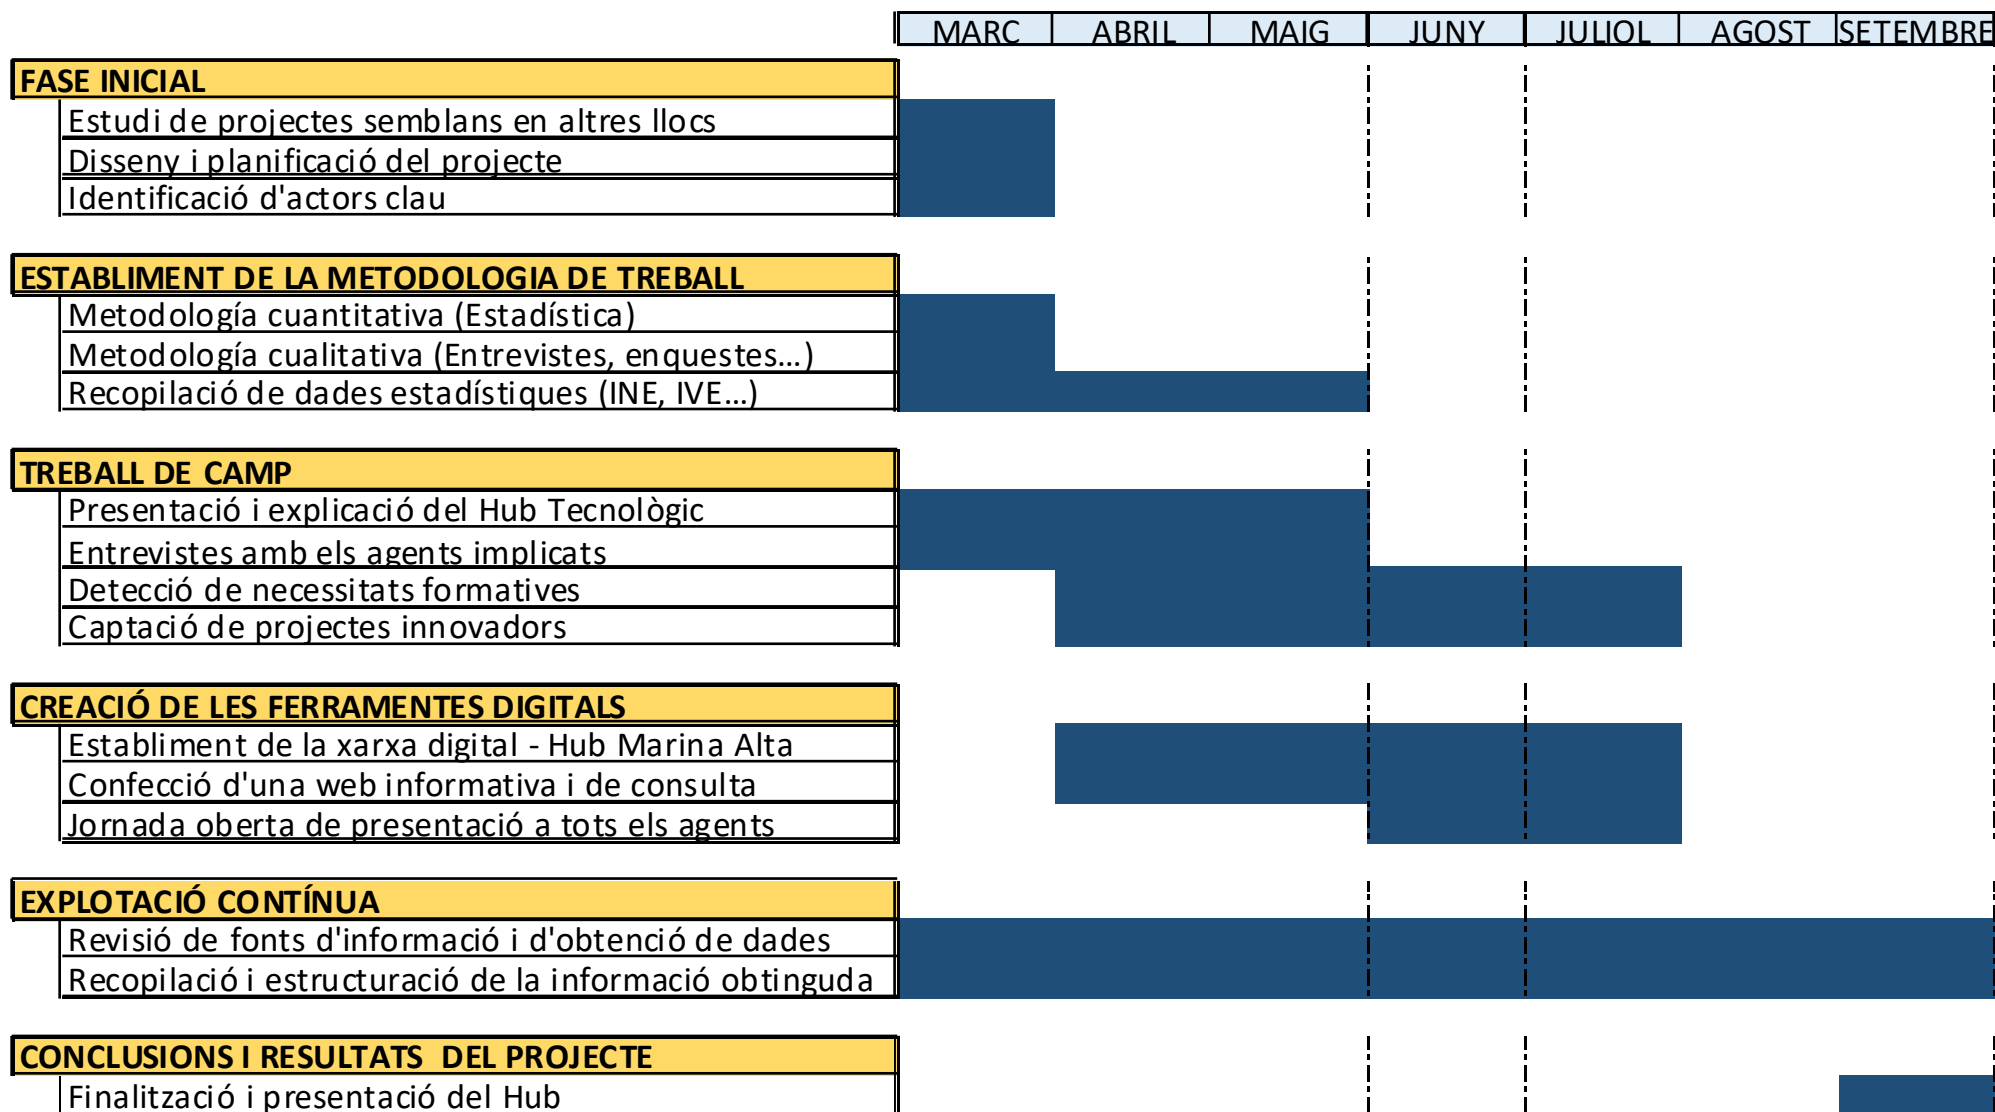 MARC ABRIL MAIG JUNY JULIOL AGOST SETEMBRE
FASE INICIAL
Estudi de projectes semblans en altres llocs
Disseny i planificació del projecte
Identificació d'actors clau
ESTABLIMENT DE LA METODOLOGIA DE TREBALL
Metodología cuantitativa (Estadística)
Metodología cualitativa (Entrevistes, enquestes...)
Recopilació de dades estadístiques (INE, IVE...)
TREBALL DE CAMP
Presentació i explicació del Hub Tecnològic
Entrevistes amb els agents implicats
Detecció de necessitats formatives
Captació de projectes innovadors
CREACIÓ DE LES FERRAMENTES DIGITALS
Establiment de la xarxa digital - Hub Marina Alta
Confecció d'una web informativa i de consulta
Jornada oberta de presentació a tots els agents
EXPLOTACIÓ CONTÍNUA
Revisió de fonts d'informació i d'obtenció de dades
Recopilació i estructuració de la informació obtinguda
CONCLUSIONS I RESULTATS DEL PROJECTE
Finalització i presentació del Hub